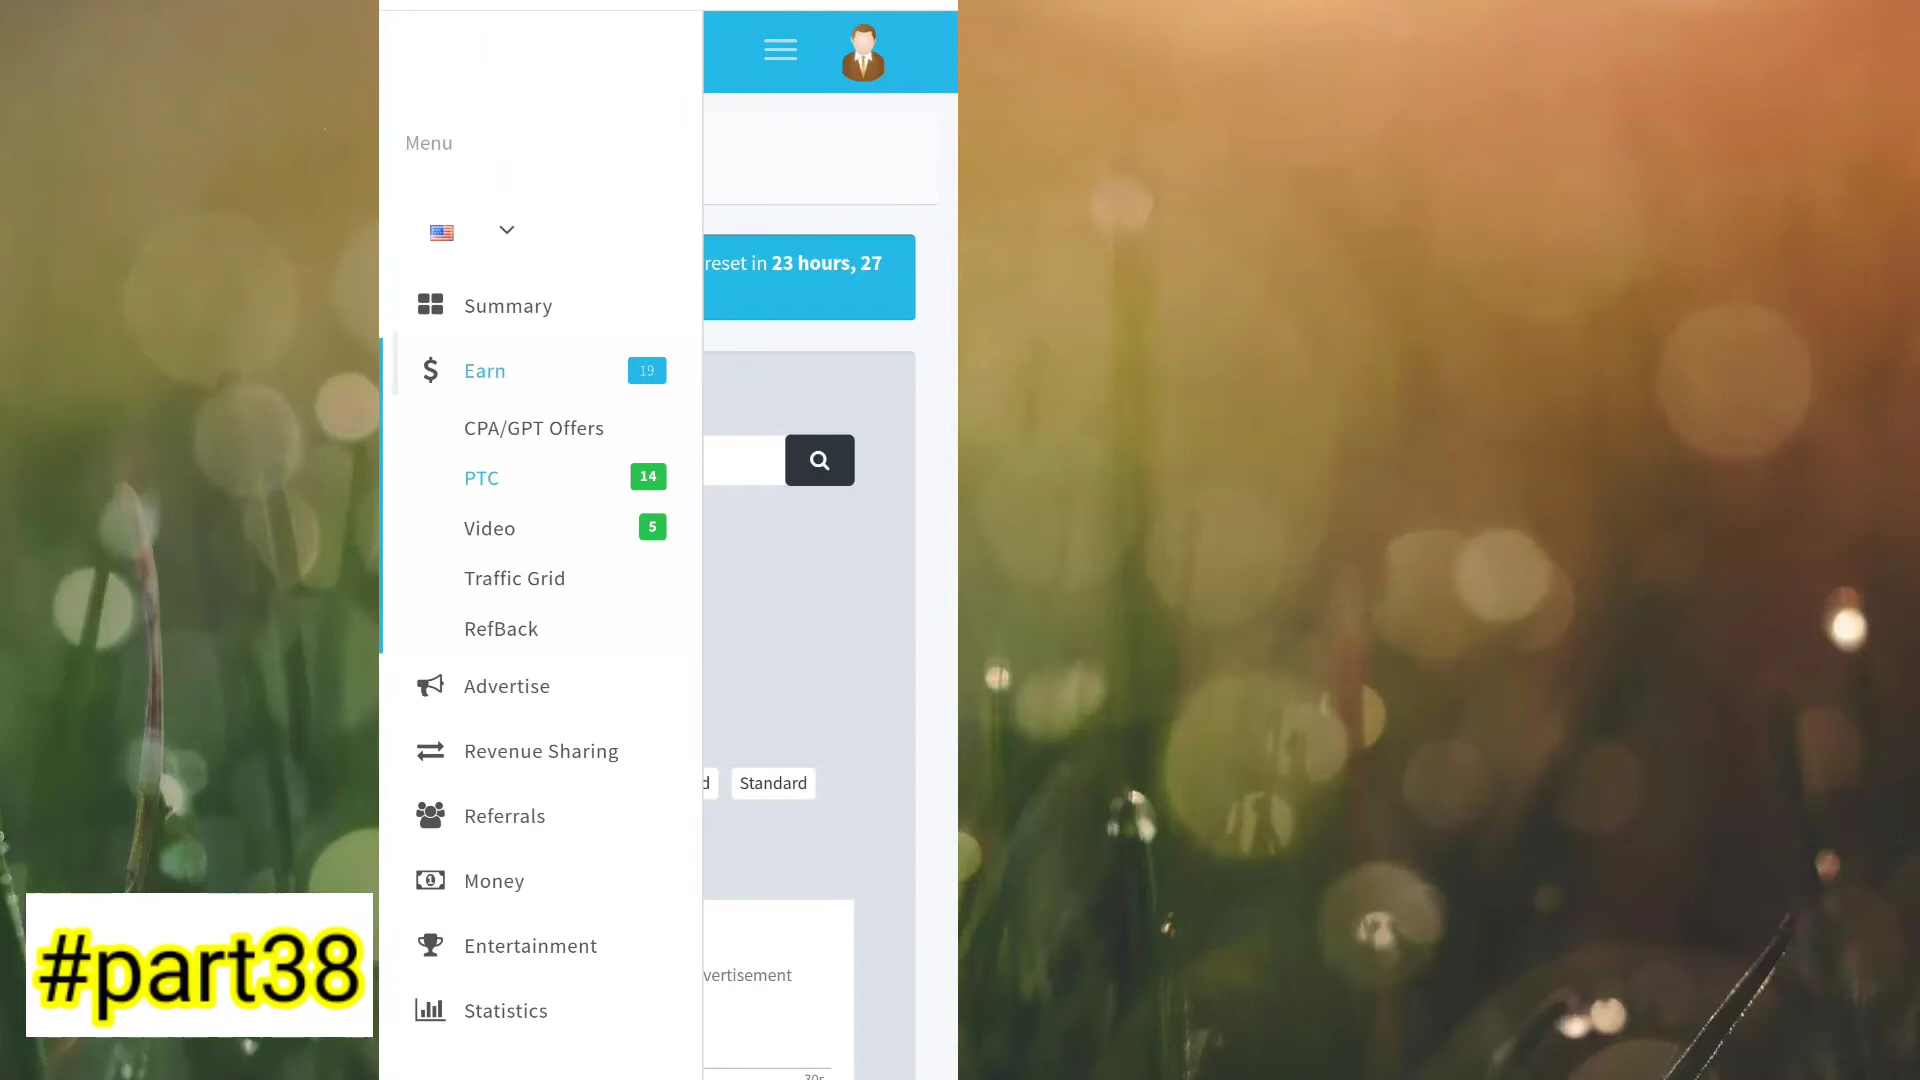 Menu
reset in 23 hours, 27
Summary
Earn 19
CPA/GPT Offers
PTC 14
Video 5
Traffic Grid
RefBack
Advertise
Revenue Sharing
d Standard
Referrals
Money
Entertainment
vertisement
Statistics
30s
#part38